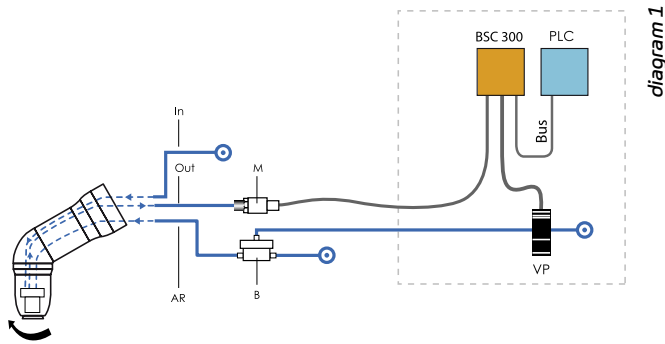 diagram 1
BSC 300
PLC
Bus
In
Out
M
VP
AR
B